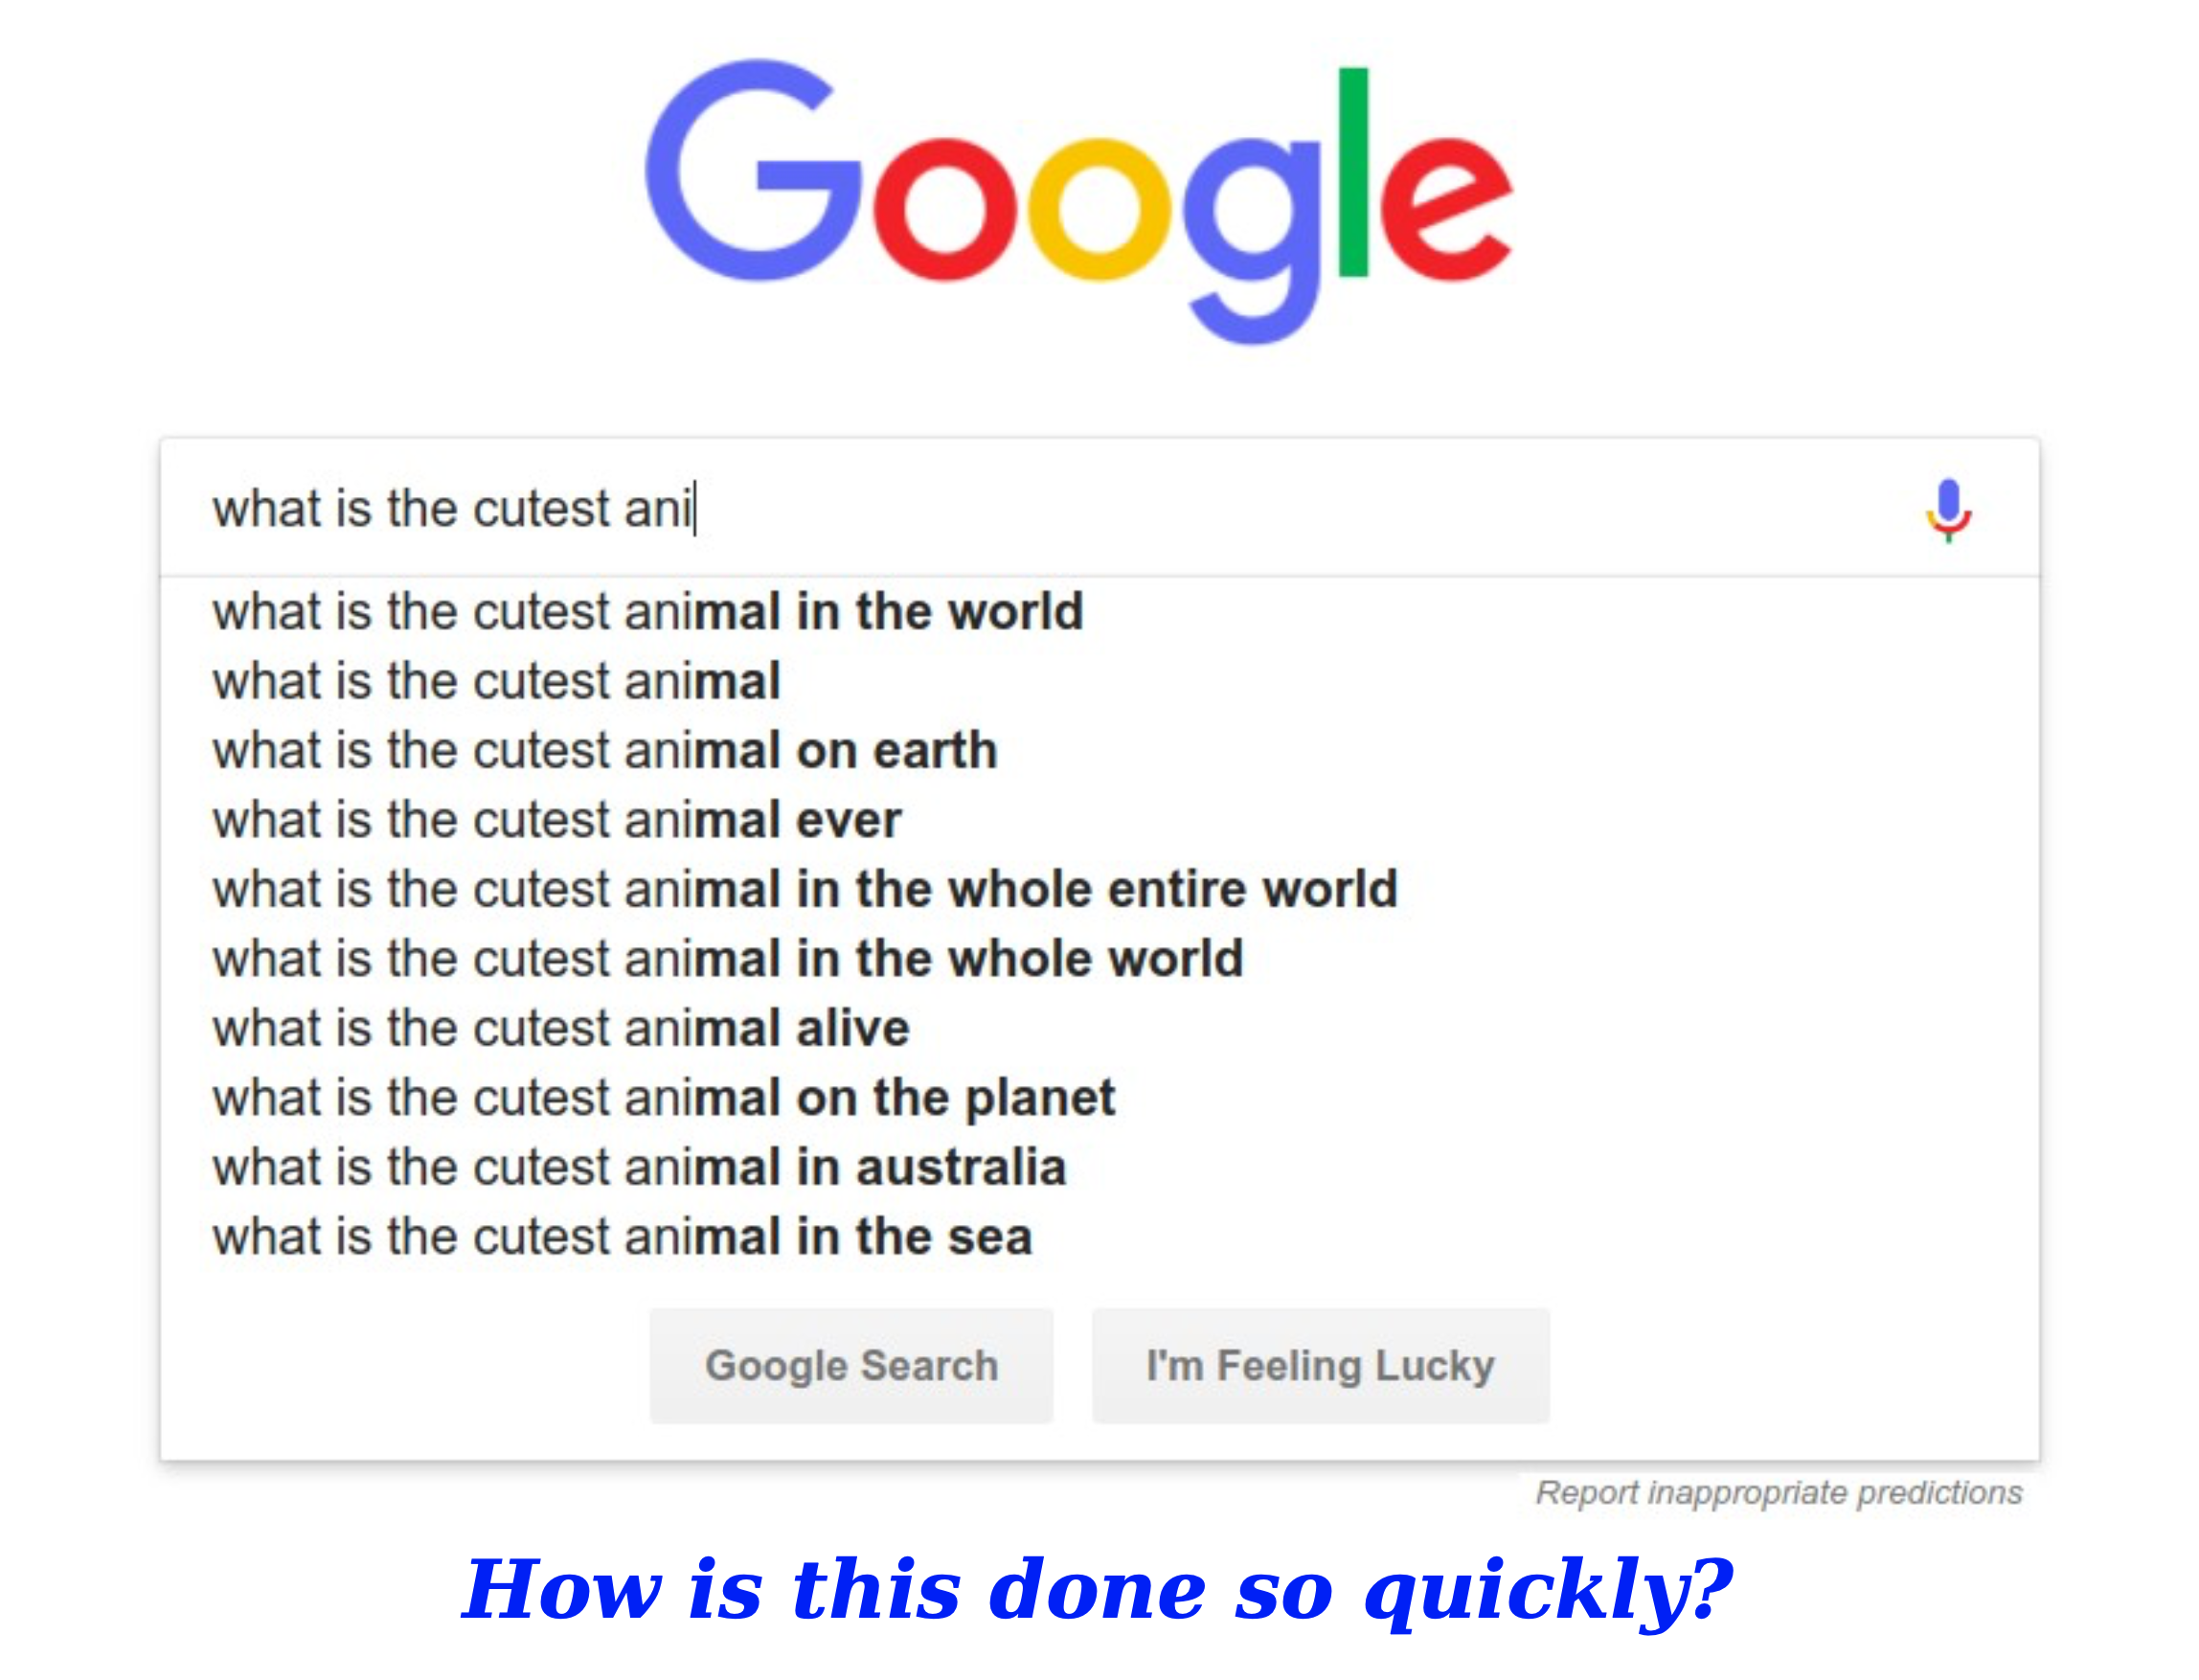 Google
what is the cutest ani
what is the cutest animal in the world
what is the cutest animal
what is the cutest animal on earth
what is the cutest animal ever
what is the cutest animal in the whole entire world
what is the cutest animal in the whole world
what is the cutest animal alive
what is the cutest animal on the planet
what is the cutest animal in australia
what is the cutest animal in the sea
Google Search I'm Feeling Lucky
Report inappropriate predictions
How is this done so quickly?